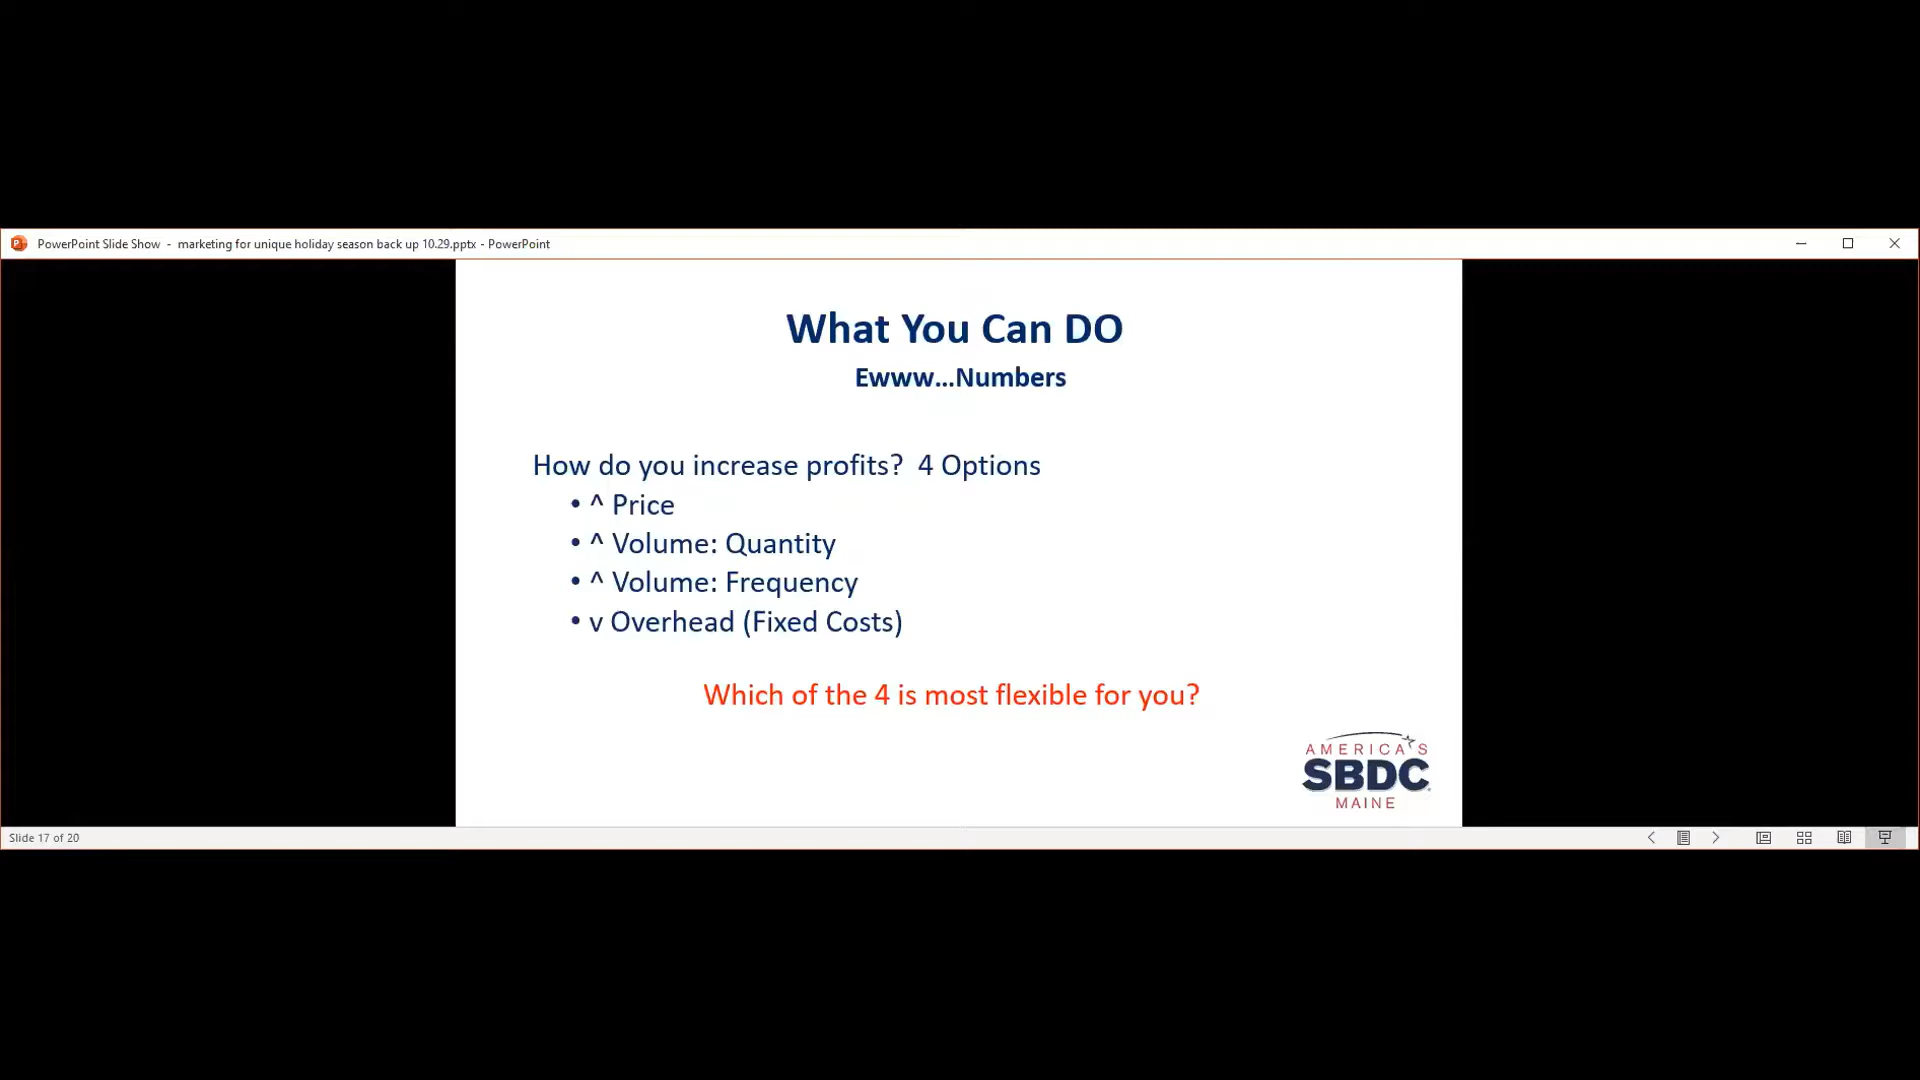 PowerPoint Slide Show - marketing for unique holiday season back up 10.29.pptx - PowerPoint
What You Can DO
Ewww...Numbers
How do you increase profits? 4 Options
• ^ Price
• ^ Volume: Quantity
• ^ Volume: Frequency
• v Overhead (Fixed Costs)
Which of the 4 is most flexible for you?
AMERICA'S
SBDC
MAINE
Slide 17 of 20